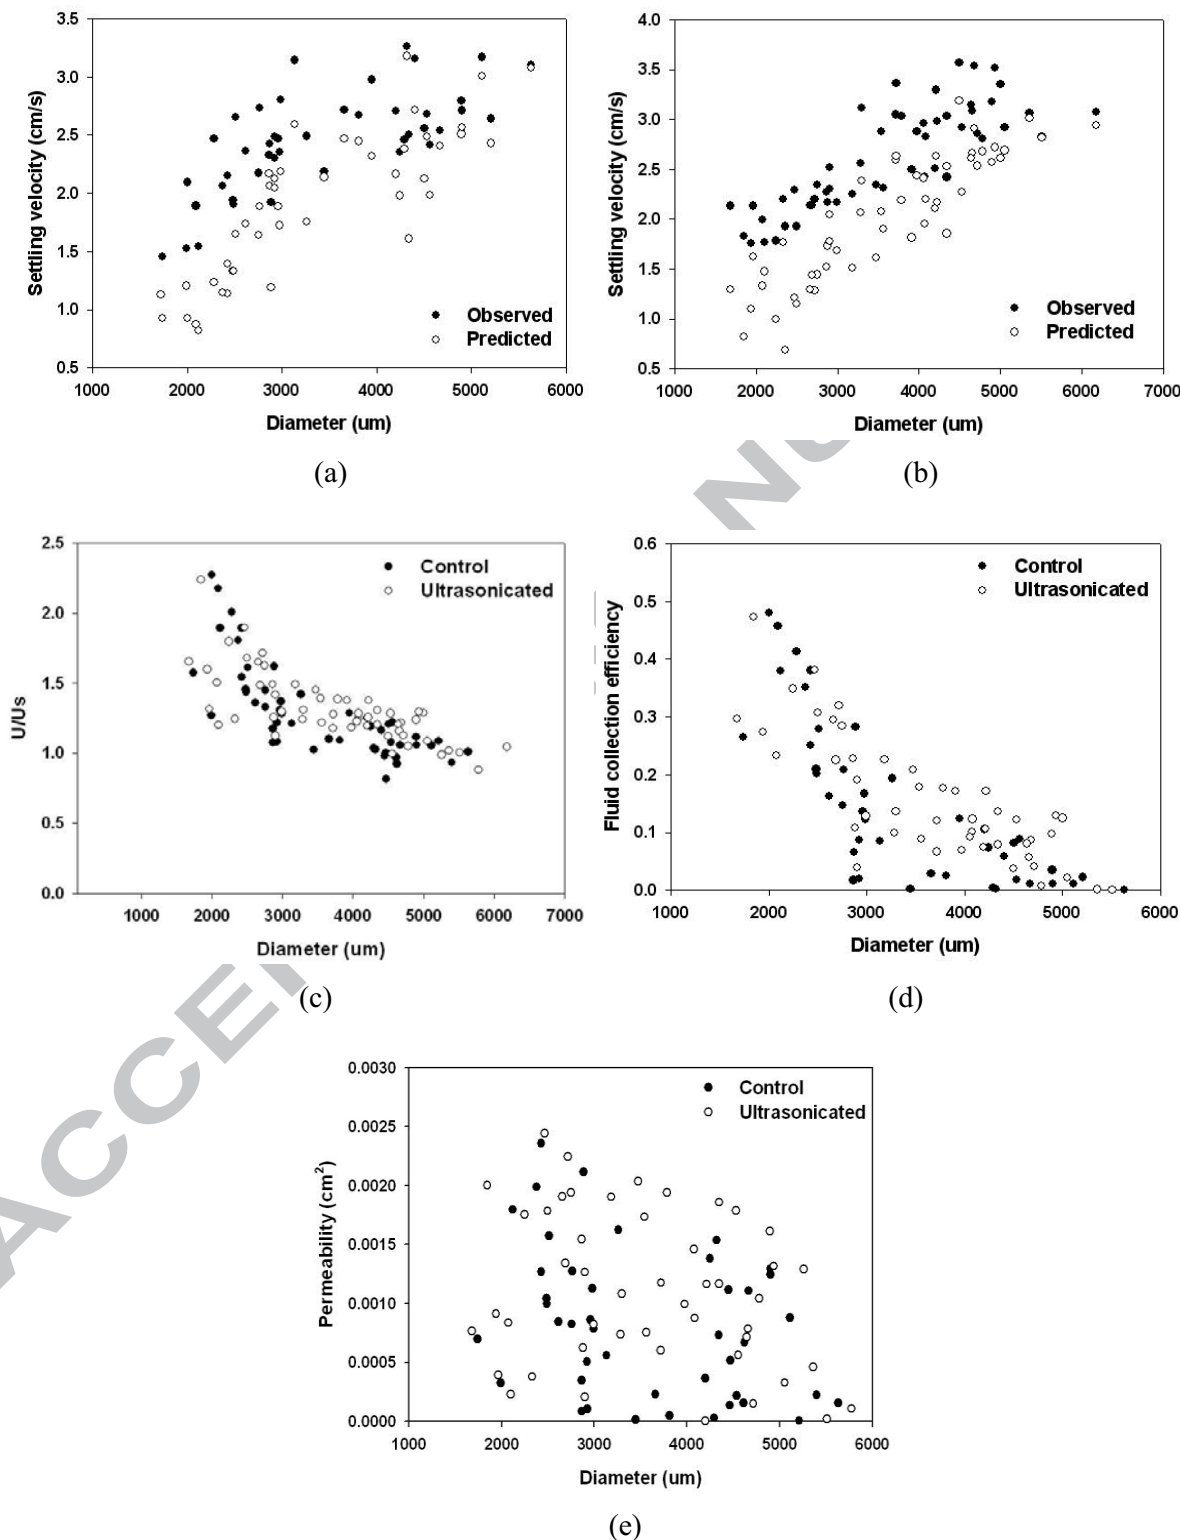 3.5
3.0
2.5
2.0
1.5
1.0
0.5
Settling velocity (cm/s)
Observed
Predicted
1000 2000 3000 4000 5000 6000
Diameter (um)
(a)
4.0
3.5
3.0
2.5
2.0
1.5
1.0
0.5
Settling velocity (cm/s)
Observed
Predicted
1000 2000 3000 4000 5000 6000 7000
Diameter (um)
(b)
2.5
2.0
1.5
1.0
0.5
0.0
U/Us
Control
Ultrasonicated
1000 2000 3000 4000 5000 6000 7000
Diameter (um)
(c)
0.6
0.5
0.4
0.3
0.2
0.1
0.0
Fluid collection efficiency
Control
Ultrasonicated
1000 2000 3000 4000 5000 6000
Diameter (um)
(d)
0.0030
0.0025
0.0020
0.0015
0.0010
0.0005
0.0000
Permeability (cm²)
Control
Ultrasonicated
1000 2000 3000 4000 5000 6000
Diameter (um)
(e)